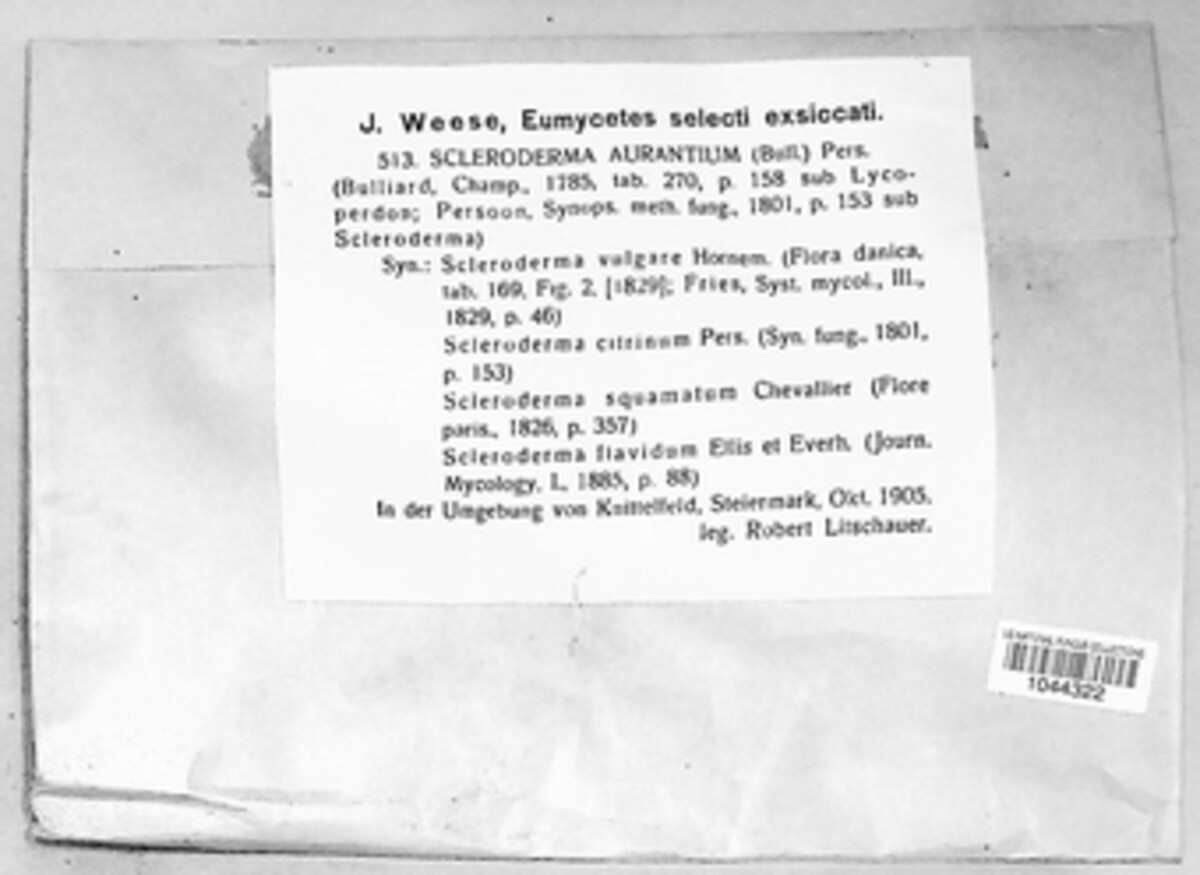 J. Weese, Eumycetes selecti exsiccati.
513. SCLERODERMA AURANTIUM (Bull.) Pers.
(Bulliard, Champ., 1785, tab. 270, p. 158 sub Lyco-
perdon; Persoon, Synops. meth. fung., 1801, p. 153 sub
Scleroderma)
Syn.: Scleroderma vulgare Hornem. (Flora danica,
tab. 169, Fig. 2, [1829]; Fries, Syst. mycol., III.,
1829, p. 46)
Scleroderma citrinum Pers. (Syn. fung., 1801,
p. 153)
Scleroderma squamatum Chevallier (Flore
paris., 1826, p. 357)
Scleroderma flavidum Ellis et Everh. (Journ.
Mycology, I., 1885, p. 88)
In der Umgebung von Knittelfeld, Steiermark, Okt. 1905.
leg. Robert Litschauer.
US NATIONAL FUNGUS COLLECTIONS
1044322